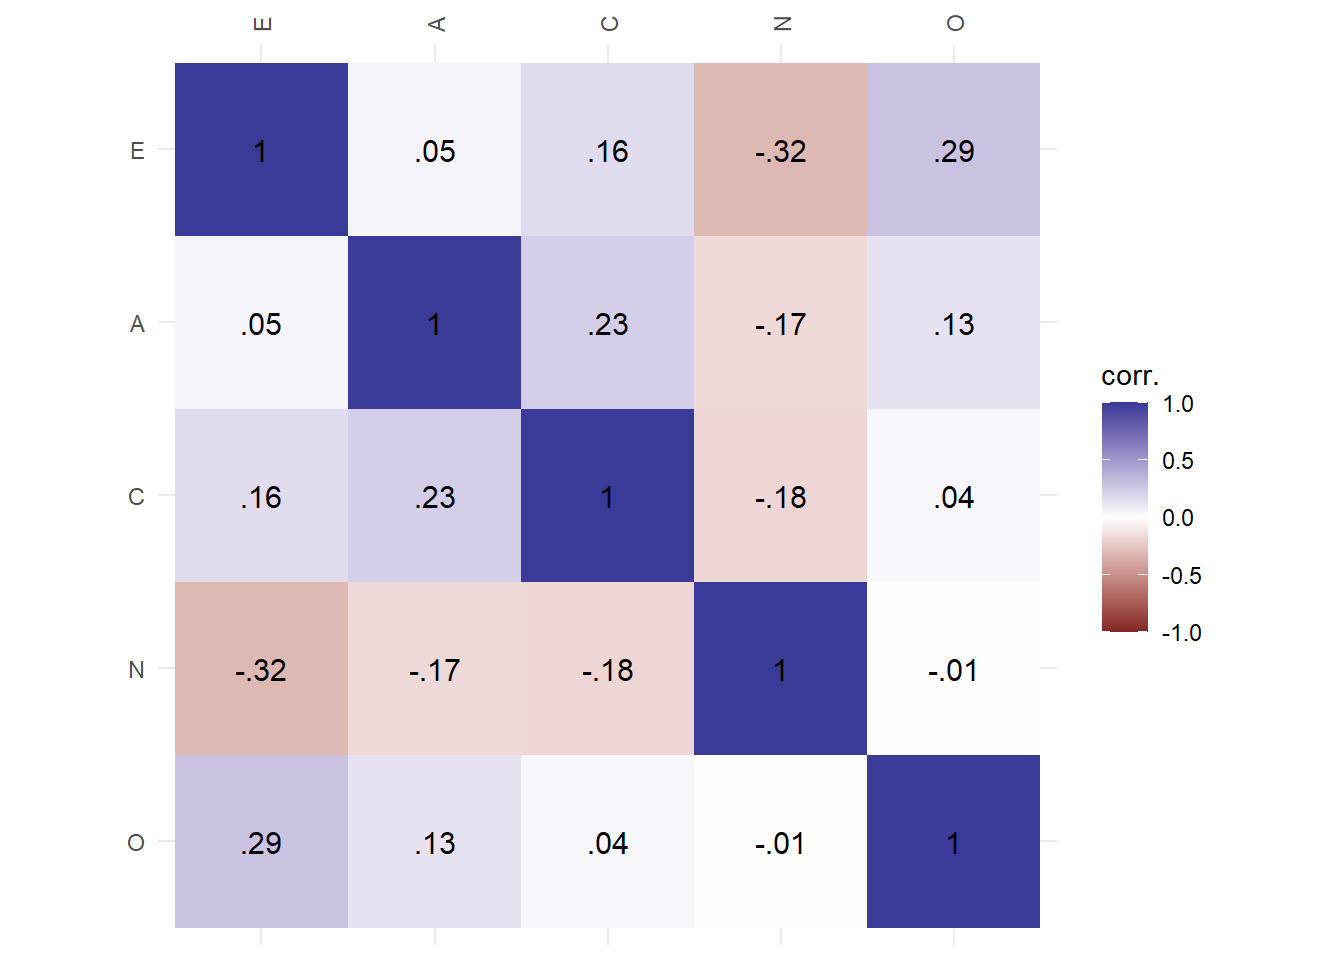 E A C N O
E 1 .05 .16 -.32 .29
A .05 1 .23 -.17 .13
C .16 .23 1 -.18 .04
N -.32 -.17 -.18 1 -.01
O .29 .13 .04 -.01 1
corr.
1.0
0.5
0.0
-0.5
-1.0